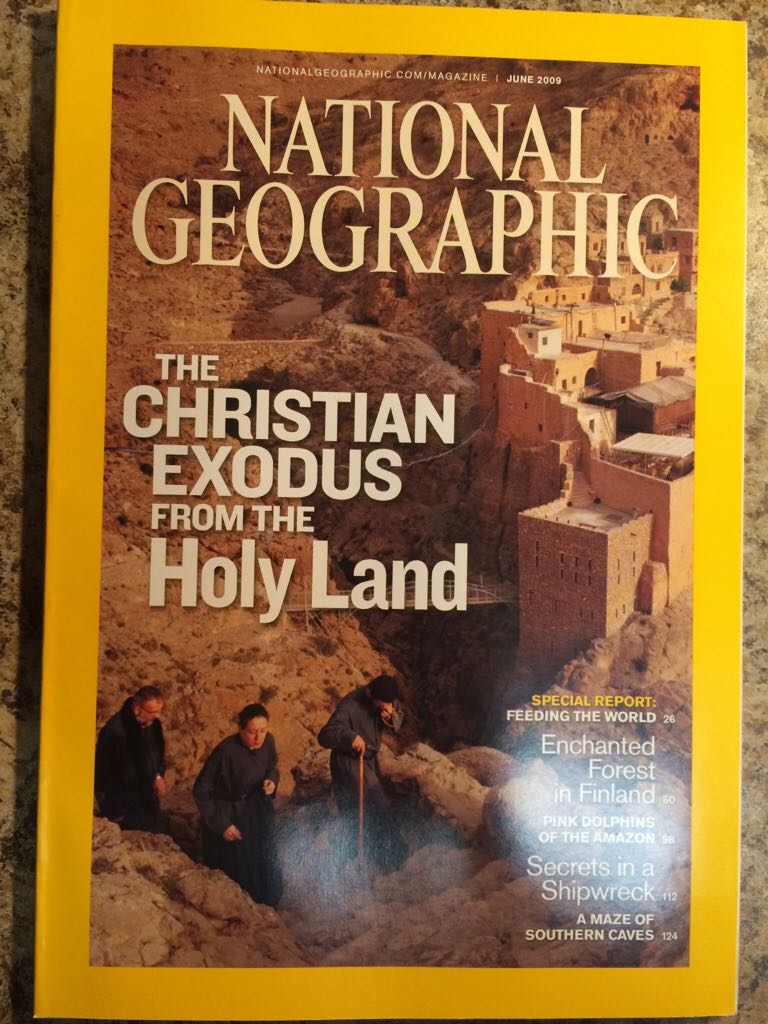 NATIONALGEOGRAPHIC.COM/MAGAZINE | JUNE 2009
NATIONAL
GEOGRAPHIC
THE
CHRISTIAN
EXODUS
FROM THE
Holy Land
SPECIAL REPORT:
FEEDING THE WORLD 26
Enchanted
Forest
in Finland 60
PINK DOLPHINS
OF THE AMAZON 98
Secrets in a
Shipwreck 112
A MAZE OF
SOUTHERN CAVES 124